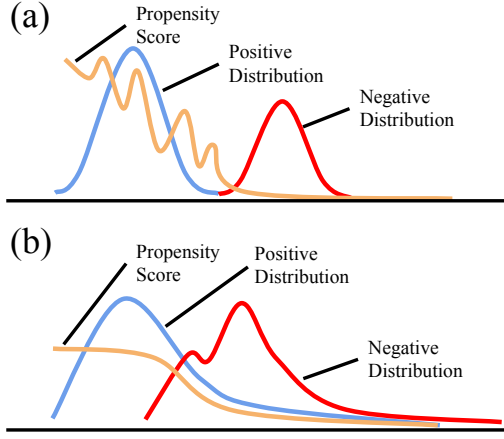 (a)
Propensity
Score
Positive
Distribution
Negative
Distribution
(b)
Propensity
Score
Positive
Distribution
Negative
Distribution